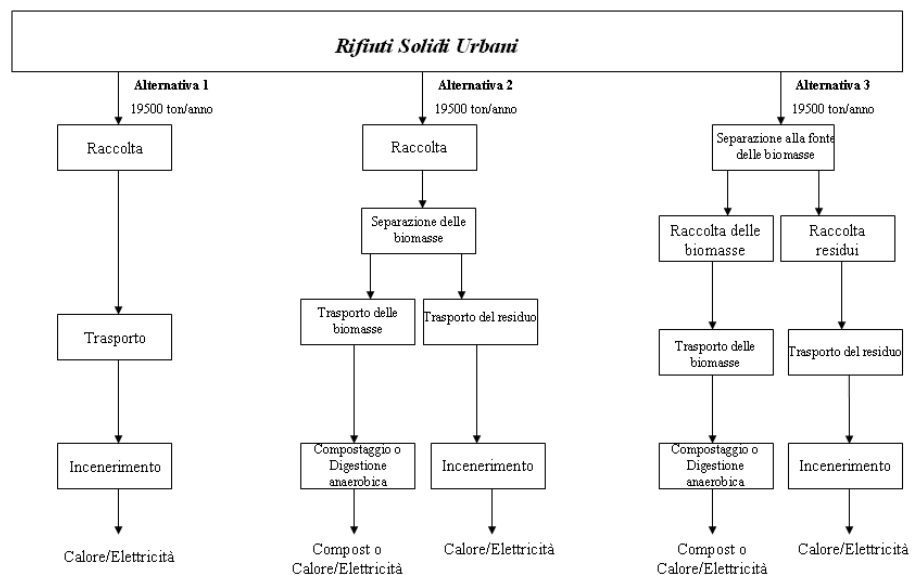 Rifiuti Solidi Urbani
Alternativa 1
19500 ton/anno
Raccolta
Trasporto
Incenerimento
Calore/Elettricità
Alternativa 2
19500 ton/anno
Raccolta
Separazione delle
biomasse
Trasporto delle
biomasse
Trasporto del residuo
Compostaggio o
Digestione
anaerobica
Incenerimento
Compost o
Calore/Elettricità
Calore/Elettricità
Alternativa 3
19500 ton/anno
Separazione alla fonte
delle biomasse
Raccolta delle
biomasse
Raccolta
residui
Trasporto delle
biomasse
Trasporto del residuo
Compostaggio o
Digestione
anaerobica
Incenerimento
Compost o
Calore/Elettricità
Calore/Elettricità